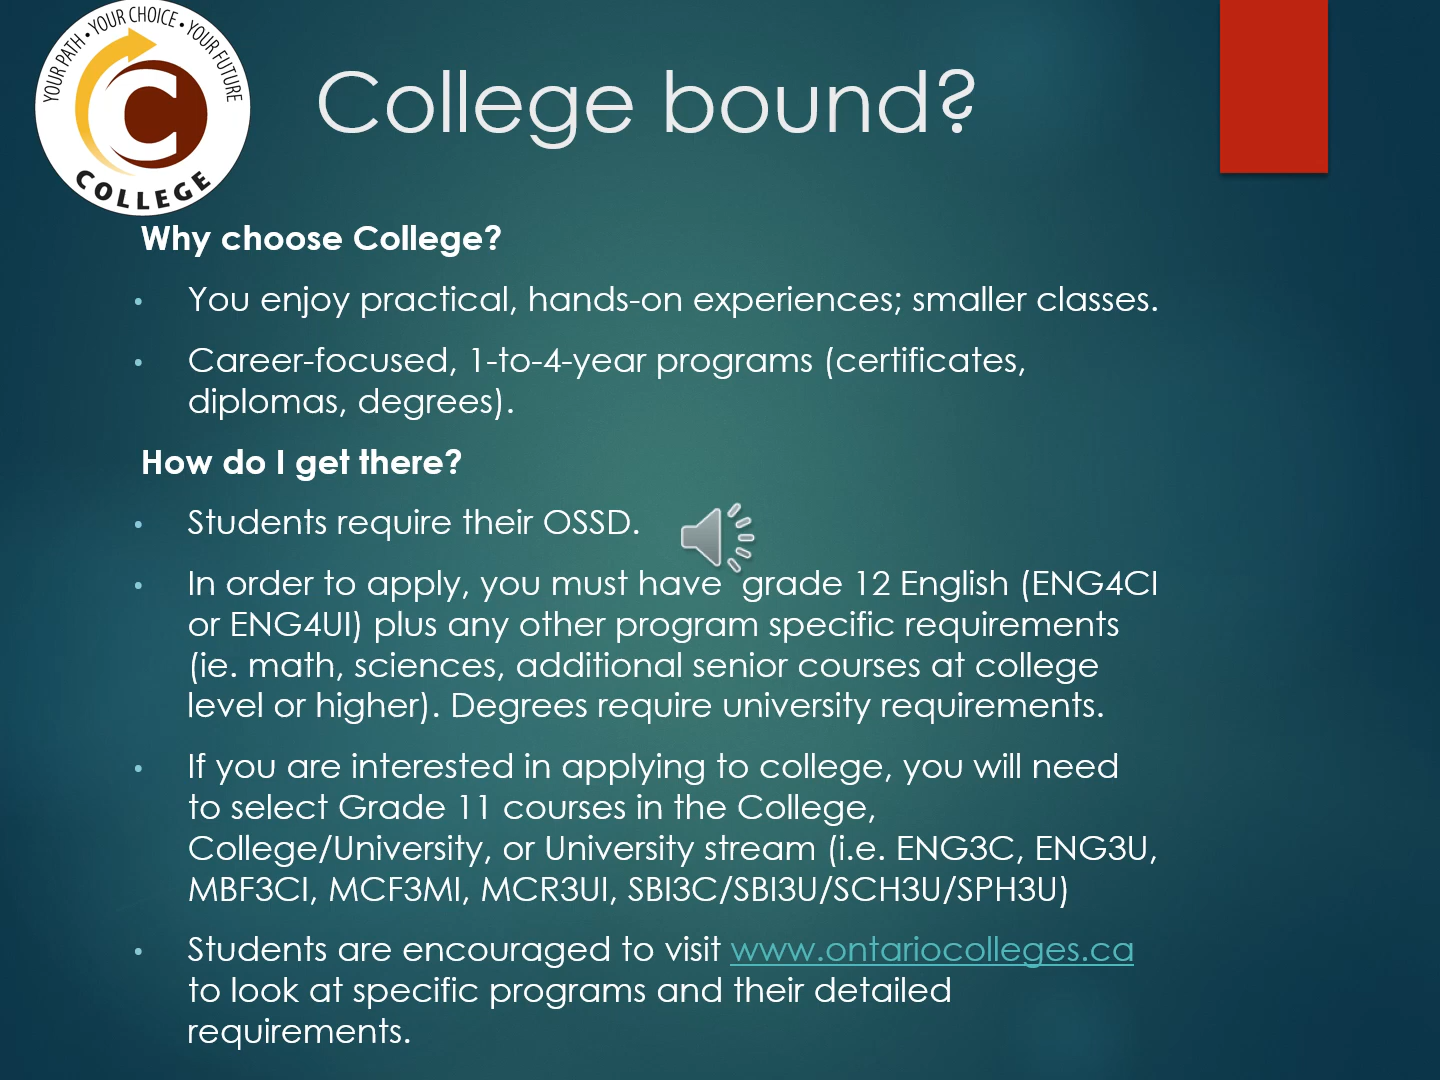 YOUR PATH • YOUR CHOICE • YOUR FUTURE
C
COLLEGE
College bound?
Why choose College?
• You enjoy practical, hands-on experiences; smaller classes.
• Career-focused, 1-to-4-year programs (certificates,
diplomas, degrees).
How do I get there?
• Students require their OSSD.
• In order to apply, you must have  grade 12 English (ENG4CI
or ENG4UI) plus any other program specific requirements
(ie. math, sciences, additional senior courses at college
level or higher). Degrees require university requirements.
• If you are interested in applying to college, you will need
to select Grade 11 courses in the College,
College/University, or University stream (i.e. ENG3C, ENG3U,
MBF3CI, MCF3MI, MCR3UI, SBI3C/SBI3U/SCH3U/SPH3U)
• Students are encouraged to visit www.ontariocolleges.ca
to look at specific programs and their detailed
requirements.